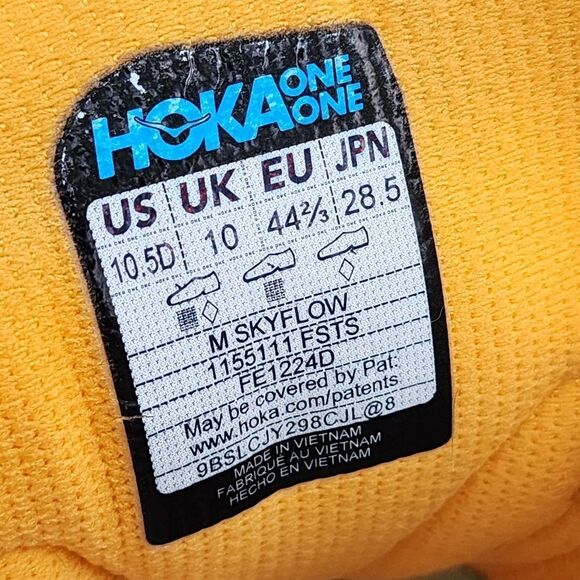 HOKA ONE ONE
US UK EU JPN
10.5D 10 44⅔ 28.5
M SKYFLOW
1155111 FSTS
FE1224D
May be covered by Pat:
www.hoka.com/patents
9BSLCJY298CJL@8
MADE IN VIETNAM
FABRIQUÉ AU VIETNAM
HECHO EN VIETNAM